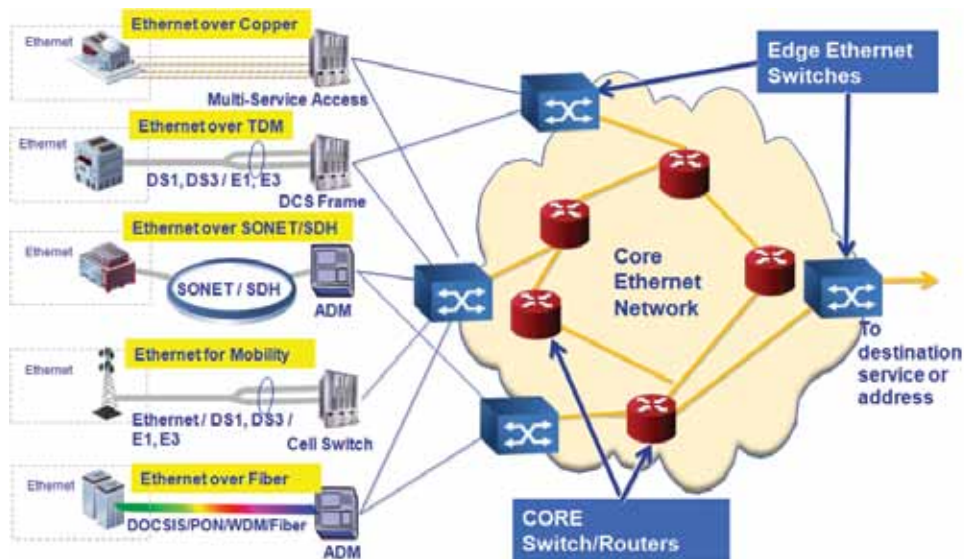 Ethernet over Copper
Ethernet
Multi-Service Access
Ethernet over TDM
Ethernet
DS1, DS3 / E1, E3
DCS Frame
Ethernet over SONET/SDH
Ethernet
SONET / SDH
ADM
Ethernet for Mobility
Ethernet
Ethernet / DS1, DS3 /
E1, E3
Cell Switch
Ethernet over Fiber
Ethernet
DOCSIS/PON/WDM/Fiber
ADM
Edge Ethernet
Switches
Core
Ethernet
Network
To
destination
service or
address
CORE
Switch/Routers